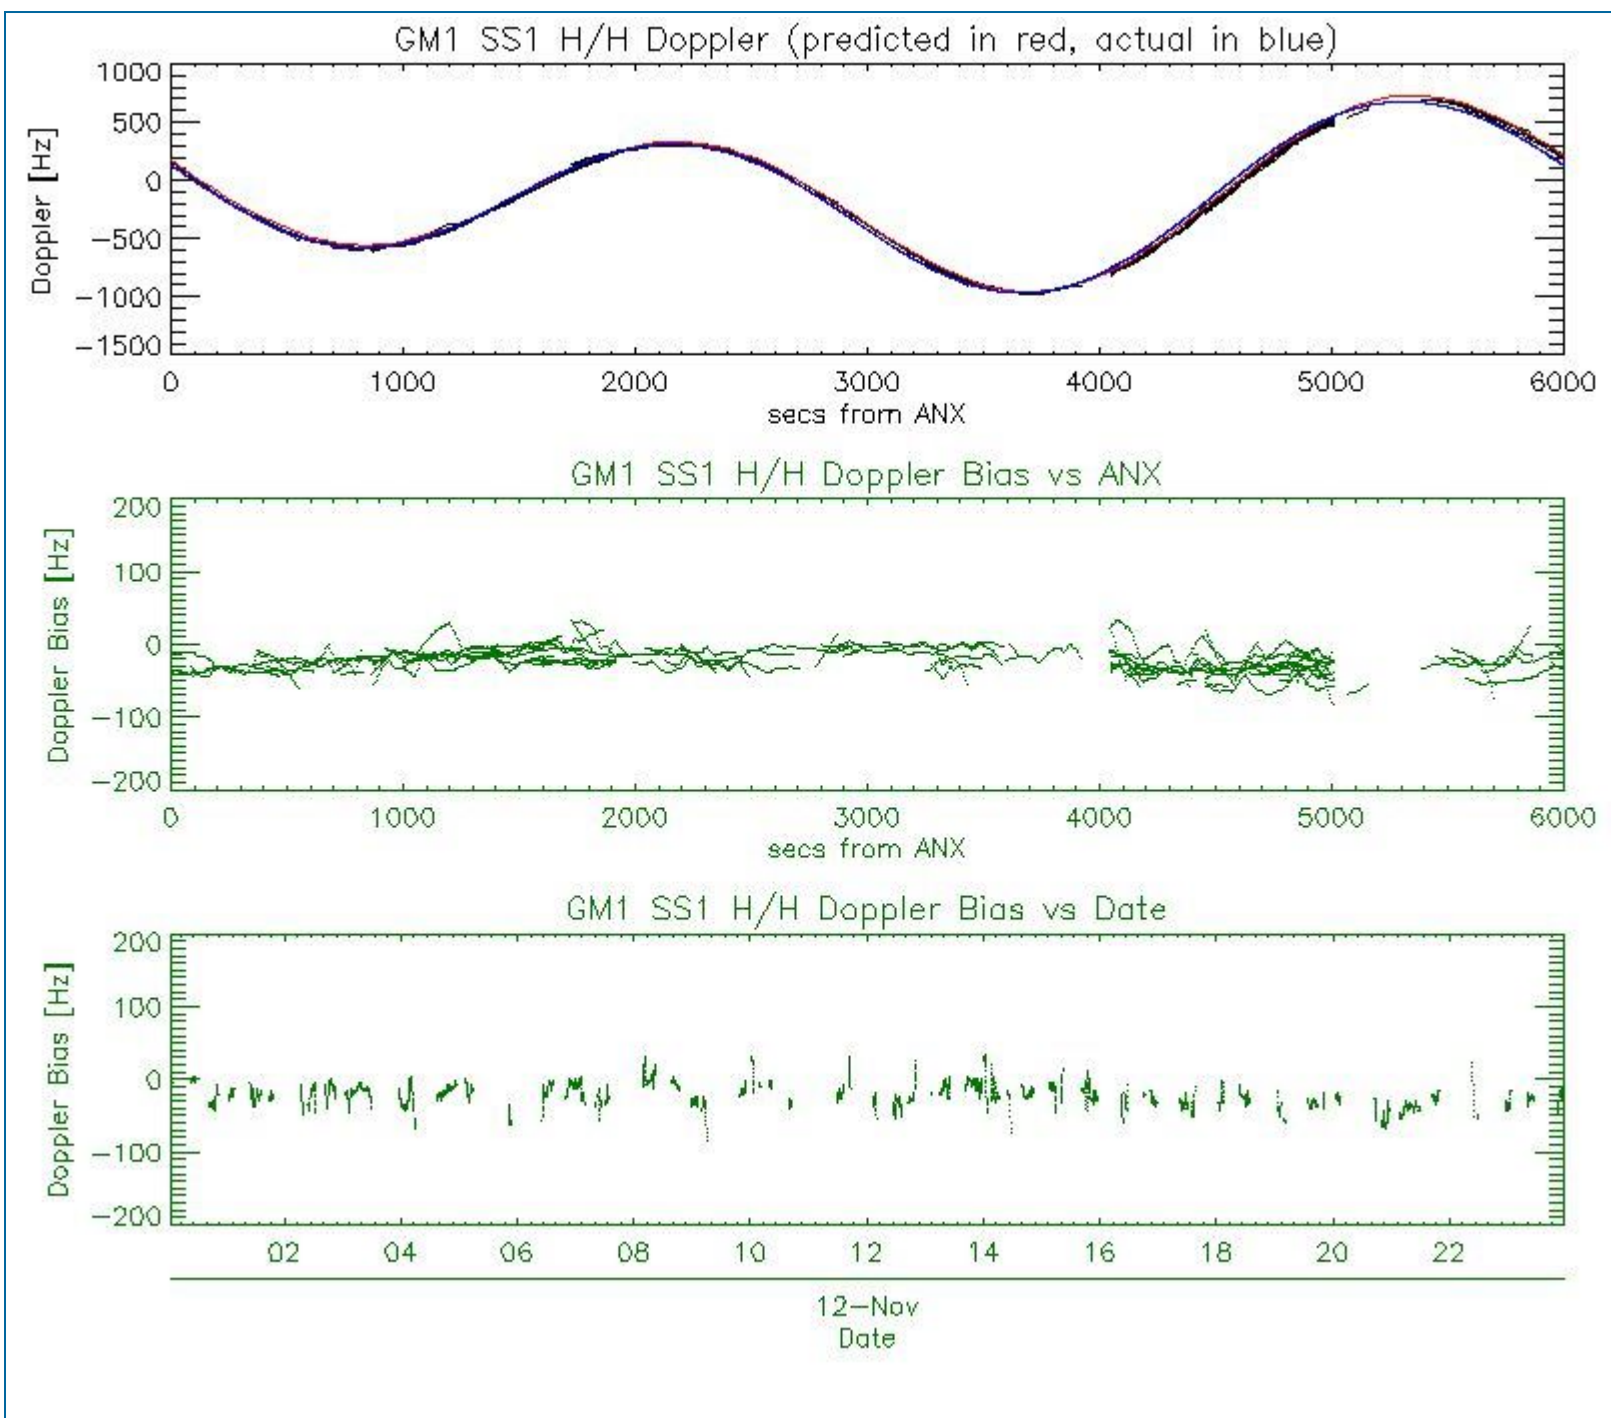 GM1 SS1 H/H Doppler (predicted in red, actual in blue)
1000
500
0
−500
−1000
−1500
Doppler [Hz]
0 1000 2000 3000 4000 5000 6000
secs from ANX
GM1 SS1 H/H Doppler Bias vs ANX
200
100
0
−100
−200
Doppler Bias [Hz]
0 1000 2000 3000 4000 5000 6000
secs from ANX
GM1 SS1 H/H Doppler Bias vs Date
200
100
0
−100
−200
Doppler Bias [Hz]
02 04 06 08 10 12 14 16 18 20 22
12−Nov
Date